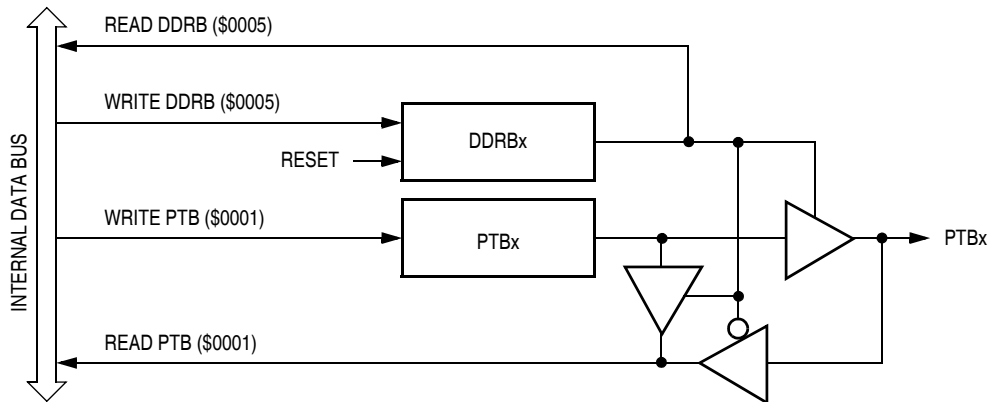 READ DDRB ($0005)
WRITE DDRB ($0005)
DDRBx
RESET
WRITE PTB ($0001)
PTBx
PTBx
READ PTB ($0001)
INTERNAL DATA BUS